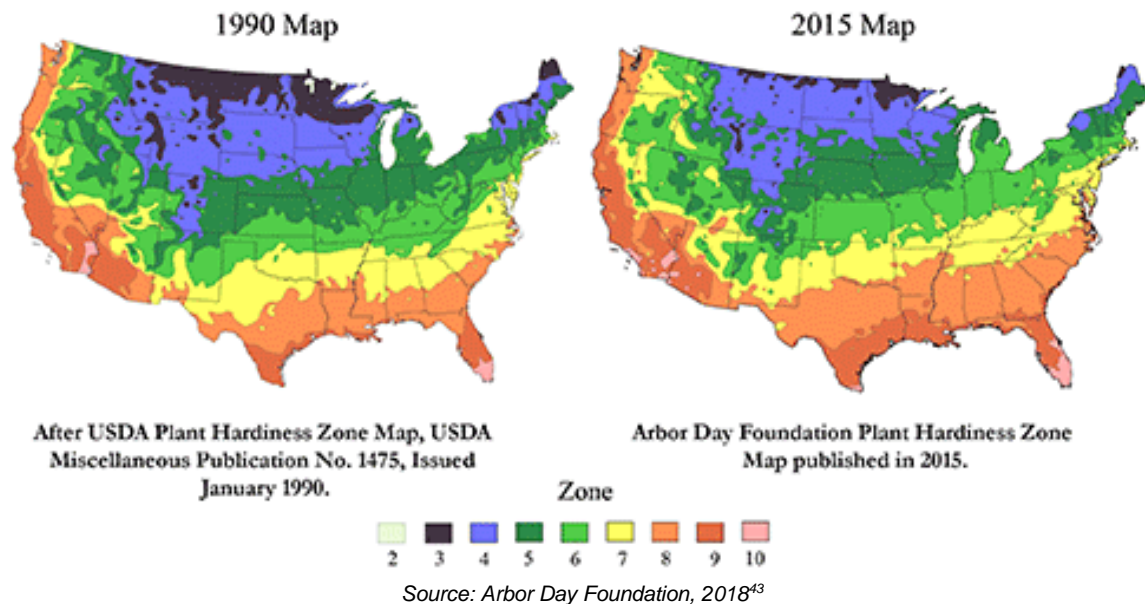 1990 Map
2015 Map
After USDA Plant Hardiness Zone Map, USDA
Miscellaneous Publication No. 1475, Issued
January 1990.
Arbor Day Foundation Plant Hardiness Zone
Map published in 2015.
Zone
2 3 4 5 6 7 8 9 10
Source: Arbor Day Foundation, 2018⁴³